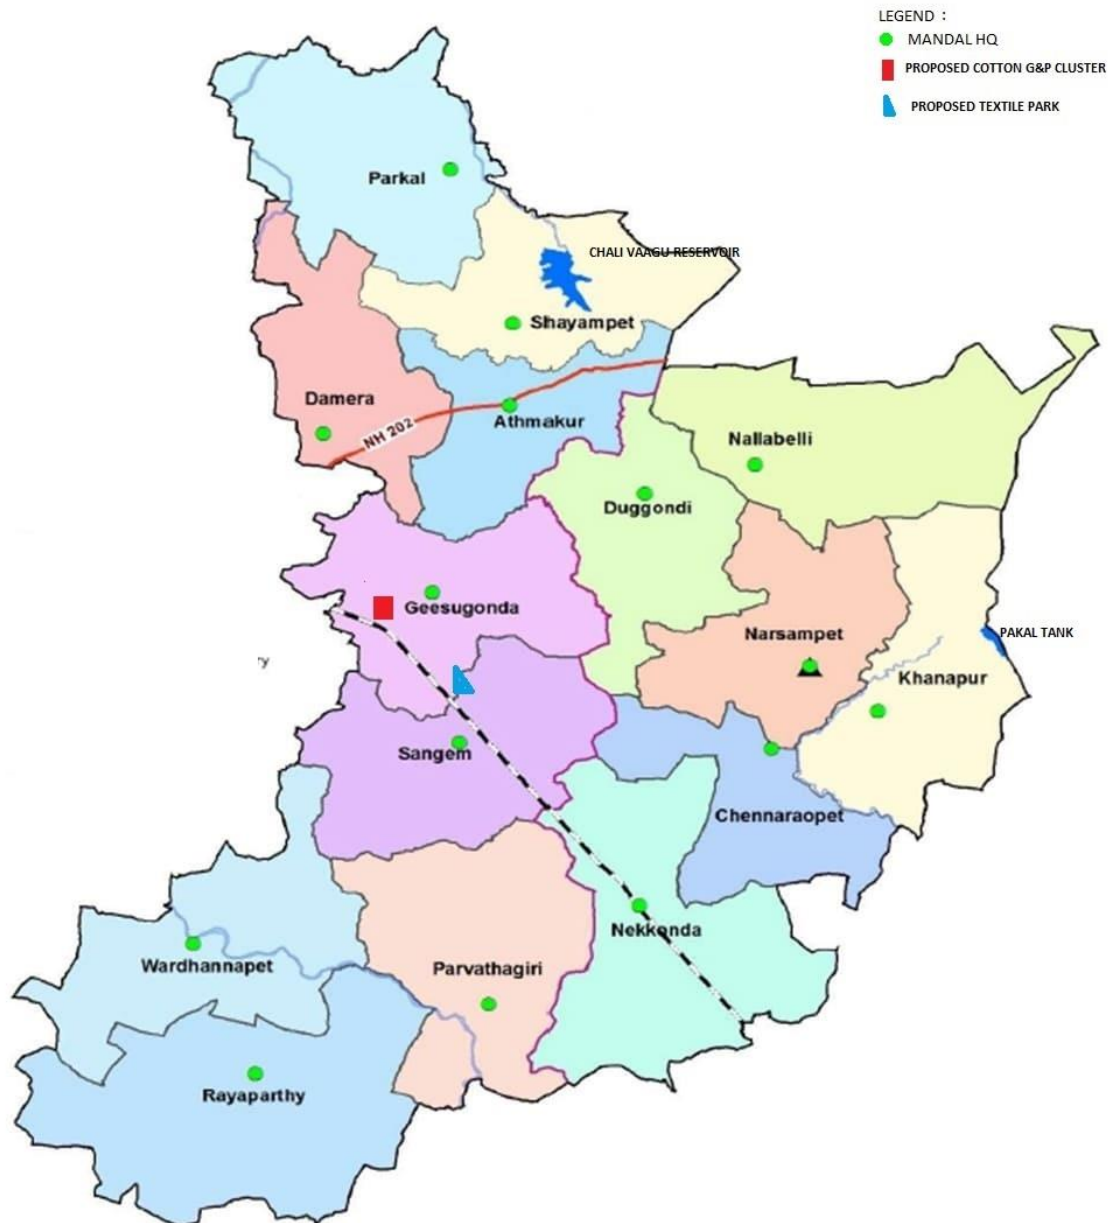 LEGEND :
MANDAL HQ
PROPOSED COTTON G&P CLUSTER
PROPOSED TEXTILE PARK
Parkal
CHALI VAAGU RESERVOIR
Shayampet
Damera
NH 202
Athmakur
Nallabelli
Duggondi
Geesugonda
Narsampet
PAKAL TANK
ry
Khanapur
Sangem
Chennaraopet
Nekkonda
Wardhannapet
Parvathagiri
Rayaparthy